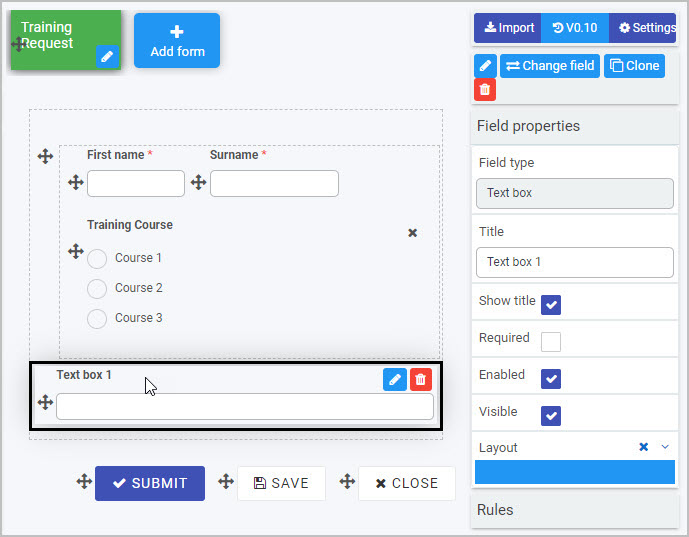 Training
Request
Add form
Import
V0.10
Settings
Change field
Clone
Field properties
First name *
Surname *
Field type
Text box
Training Course
Title
Course 1
Text box 1
Course 2
Show title
Course 3
Required
Text box 1
Enabled
Visible
Layout
SUBMIT
SAVE
CLOSE
Rules